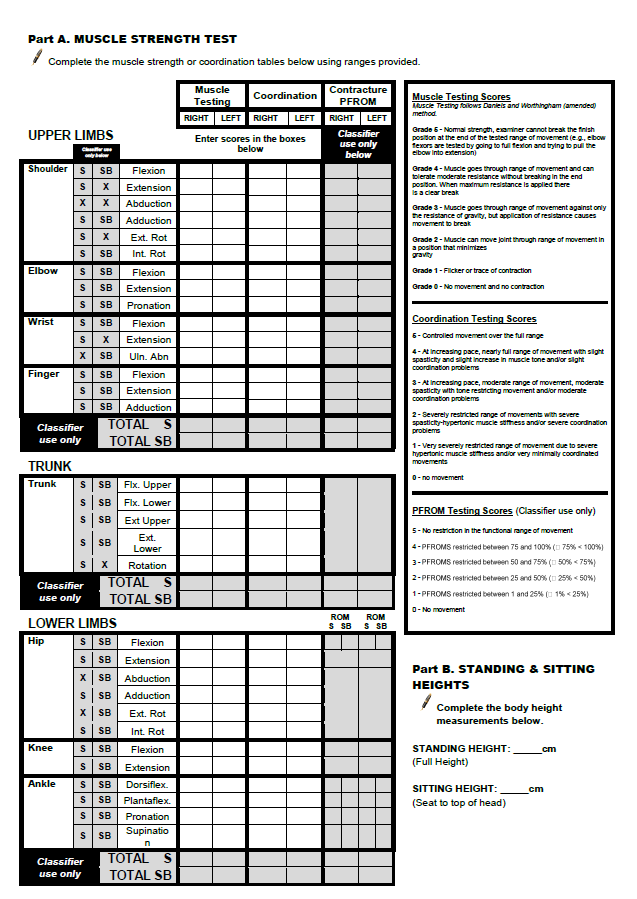 Part A. MUSCLE STRENGTH TEST
Complete the muscle strength or coordination tables below using ranges provided.
Muscle Testing Coordination Contracture PFROM
RIGHT LEFT RIGHT LEFT RIGHT LEFT
UPPER LIMBS
Classifier use only below
Enter scores in the boxes below
Classifier use only below
Shoulder S SB Flexion
S X Extension
X X Abduction
S SB Adduction
S X Ext. Rot
S SB Int. Rot
Elbow S SB Flexion
S SB Extension
S SB Pronation
Wrist S SB Flexion
S X Extension
X SB Uln. Abn
Finger S SB Flexion
S SB Extension
S SB Adduction
Classifier use only
TOTAL S
TOTAL SB
TRUNK
Trunk S SB Flx. Upper
S SB Flx. Lower
S SB Ext Upper
S SB Ext. Lower
S X Rotation
Classifier use only
TOTAL S
TOTAL SB
LOWER LIMBS
ROM ROM
S SB S SB
Hip S SB Flexion
S SB Extension
X SB Abduction
S SB Adduction
X SB Ext. Rot
S SB Int. Rot
Knee S SB Flexion
S SB Extension
Ankle S SB Dorsiflex.
S SB Plantaflex.
S SB Pronation
S SB Supinatio
n
Classifier use only
TOTAL S
TOTAL SB
Muscle Testing Scores
Muscle Testing follows Daniels and Worthingham (amended)
method.
Grade 5 - Normal strength, examiner cannot break the finish
position at the end of the tested range of movement (e.g., elbow
flexors are tested by going to full flexion and trying to pull the
elbow into extension)
Grade 4 - Muscle goes through range of movement and can
tolerate moderate resistance without breaking in the end
position. When maximum resistance is applied there
is a clear break
Grade 3 - Muscle goes through range of movement against only
the resistance of gravity, but application of resistance causes
movement to break
Grade 2 - Muscle can move joint through range of movement in
a position that minimizes
gravity
Grade 1 - Flicker or trace of contraction
Grade 0 - No movement and no contraction
Coordination Testing Scores
5 - Controlled movement over the full range
4 - At increasing pace, nearly full range of movement with slight
spasticity and slight increase in muscle tone and/or slight
coordination problems
3 - At increasing pace, moderate range of movement, moderate
spasticity with tone restricting movement and/or moderate
coordination problems
2 - Severely restricted range of movements with severe
spasticity-hypertonic muscle stiffness and/or severe coordination
problems
1 - Very severely restricted range of movement due to severe
hypertonic muscle stiffness and/or very minimally coordinated
movements
0 - no movement
PFROM Testing Scores (Classifier use only)
5 - No restriction in the functional range of movement
4 - PFROMS restricted between 75 and 100% (□ 75% < 100%)
3 - PFROMS restricted between 50 and 75% (□ 50% < 75%)
2 - PFROMS restricted between 25 and 50% (□ 25% < 50%)
1 - PFROMS restricted between 1 and 25% (□ 1% < 25%)
0 - No movement
Part B. STANDING & SITTING
HEIGHTS
Complete the body height
measurements below.
STANDING HEIGHT: _____cm
(Full Height)
SITTING HEIGHT: _____cm
(Seat to top of head)